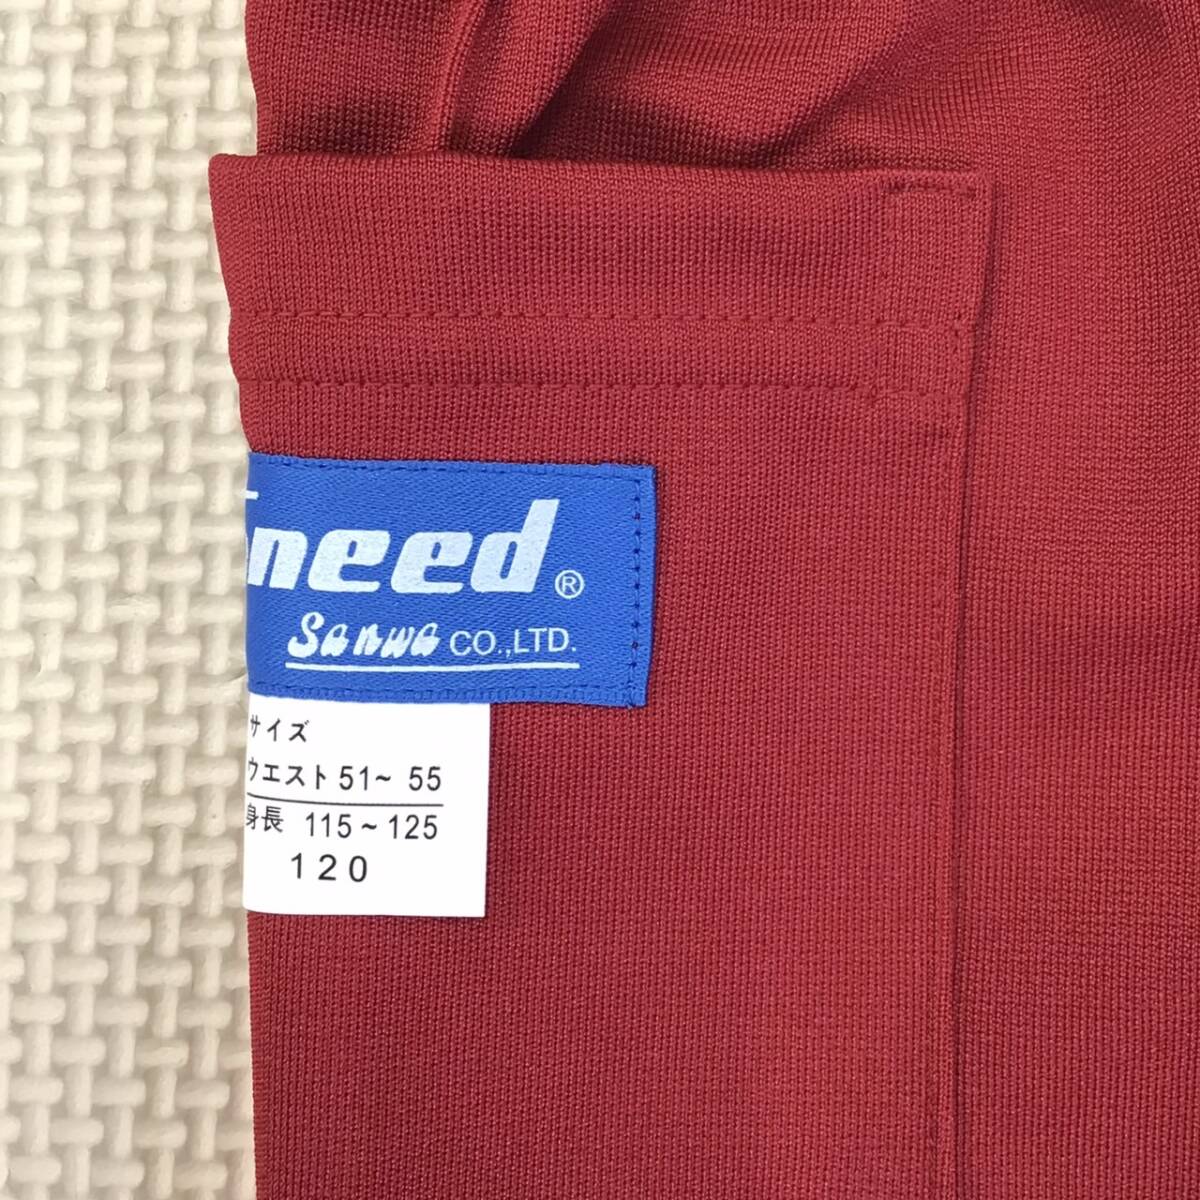 need®
Sanwa CO.,LTD.
サイズ
ウエスト 51~ 55
身長 115~125
120